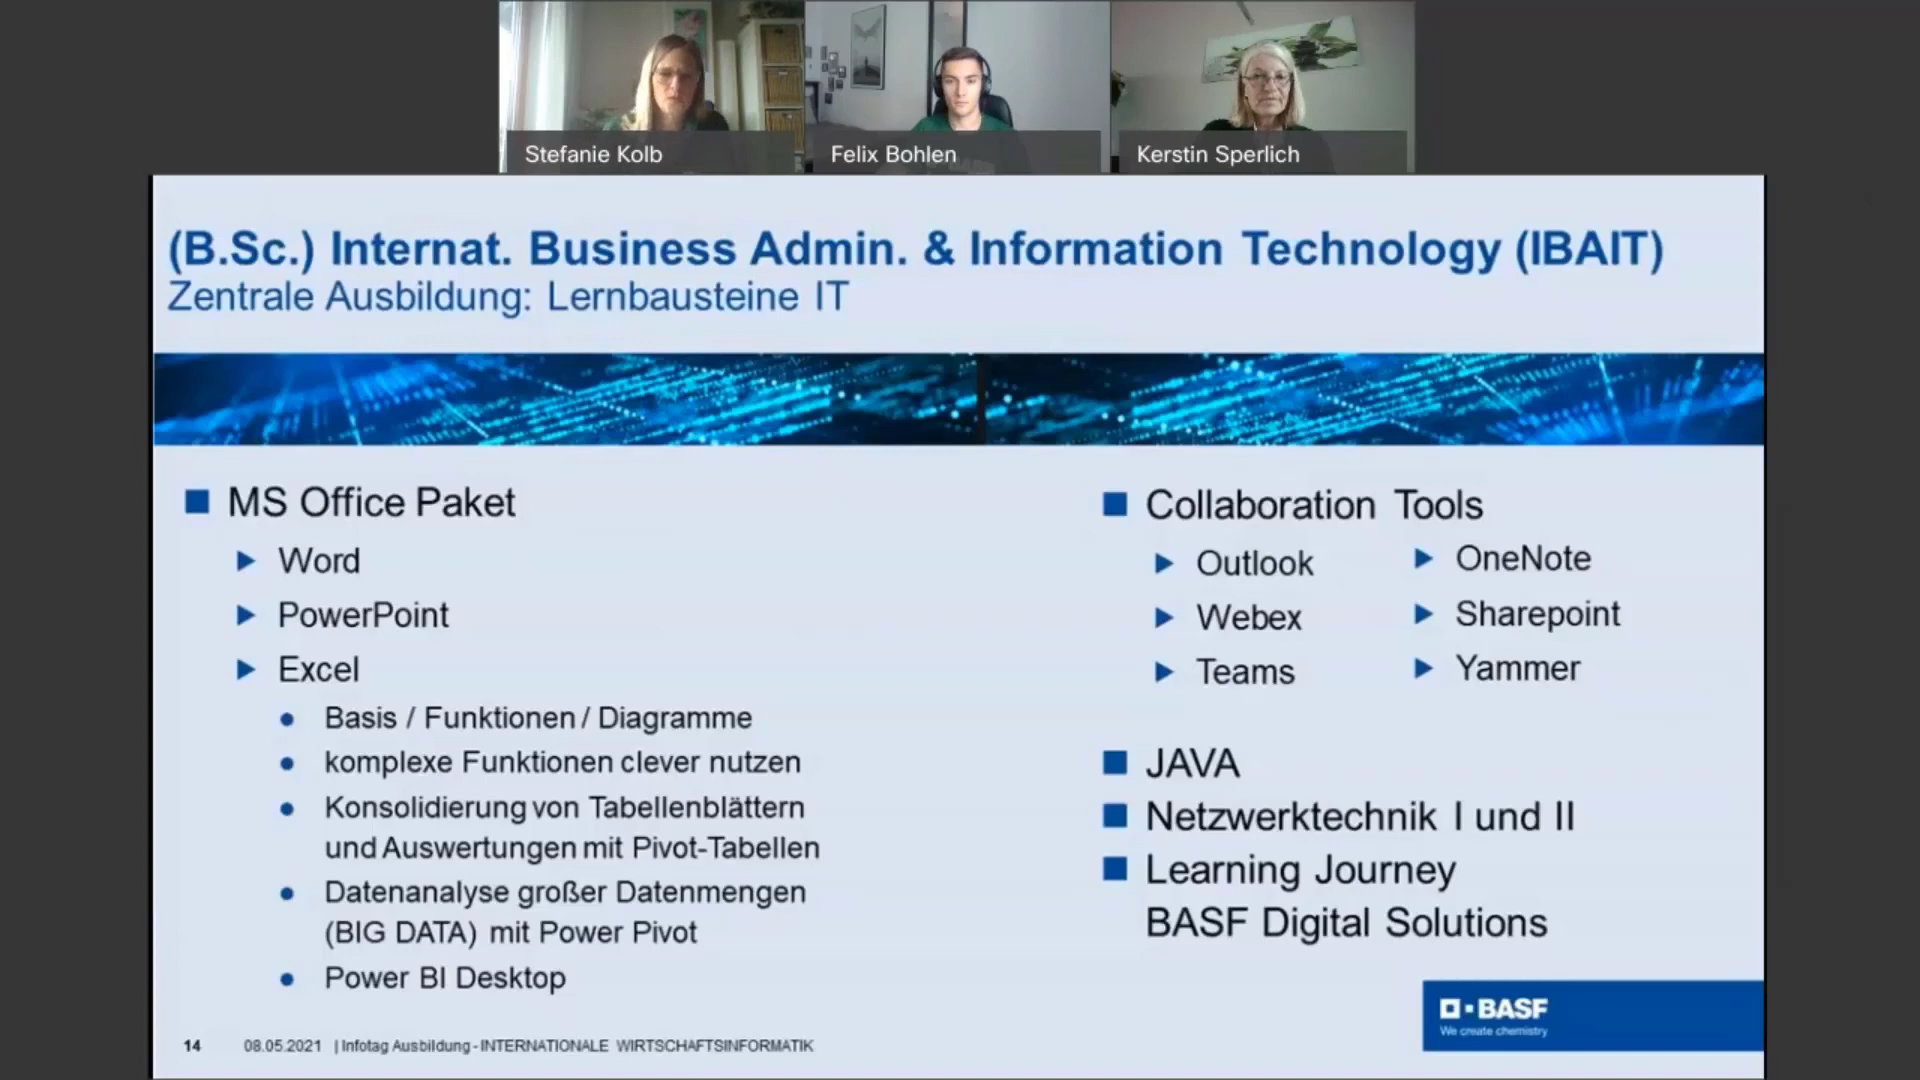 Stefanie Kolb
Felix Bohlen
Kerstin Sperlich
(B.Sc.) Internat. Business Admin. & Information Technology (IBAIT)
Zentrale Ausbildung: Lernbausteine IT
MS Office Paket
Word
PowerPoint
Excel
Basis / Funktionen / Diagramme
komplexe Funktionen clever nutzen
Konsolidierung von Tabellenblättern
und Auswertungen mit Pivot-Tabellen
Datenanalyse großer Datenmengen
(BIG DATA) mit Power Pivot
Power BI Desktop
Collaboration Tools
Outlook
Webex
Teams
OneNote
Sharepoint
Yammer
JAVA
Netzwerktechnik I und II
Learning Journey
BASF Digital Solutions
14 08.05.2021 | Infotag Ausbildung - INTERNATIONALE WIRTSCHAFTSINFORMATIK
BASF
We create chemistry